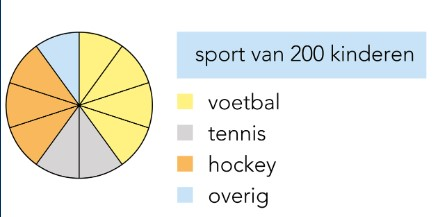 sport van 200 kinderen
voetbal
tennis
hockey
overig